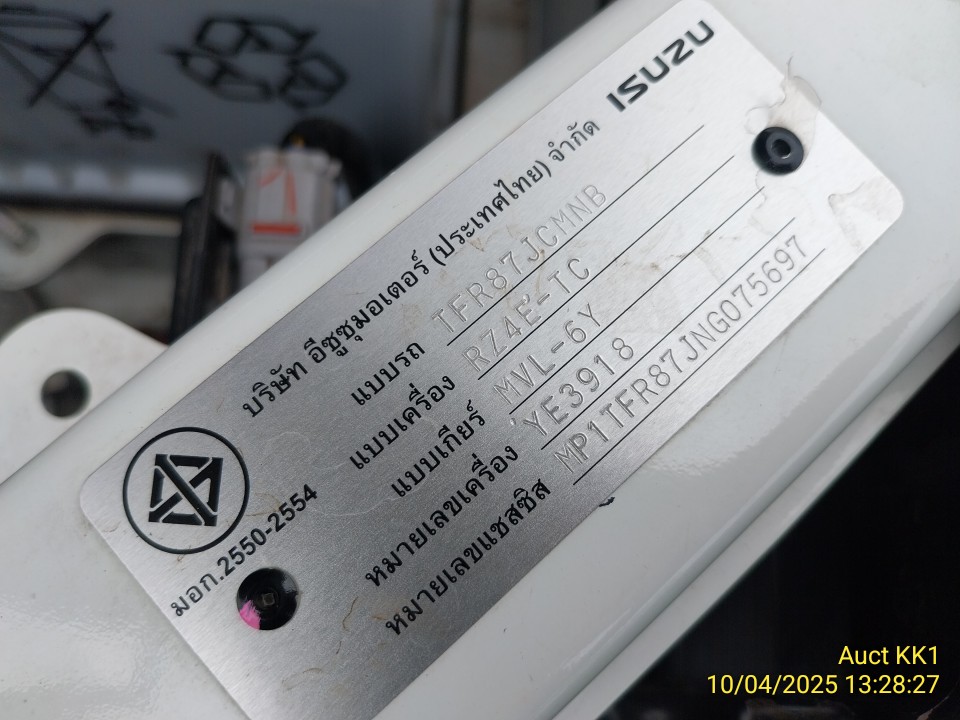 ISUZU
บริษัท อีซูซุมอเตอร์ (ประเทศไทย) จำกัด
แบบรถ TFR87JCMNB
แบบเครื่อง RZ4E-TC
แบบเกียร์ MVL-6Y
หมายเลขเครื่อง YE3918
หมายเลขแชสซิส MP1TFR87JNG075697
มอก.2550-2554
Auct KK1
10/04/2025 13:28:27